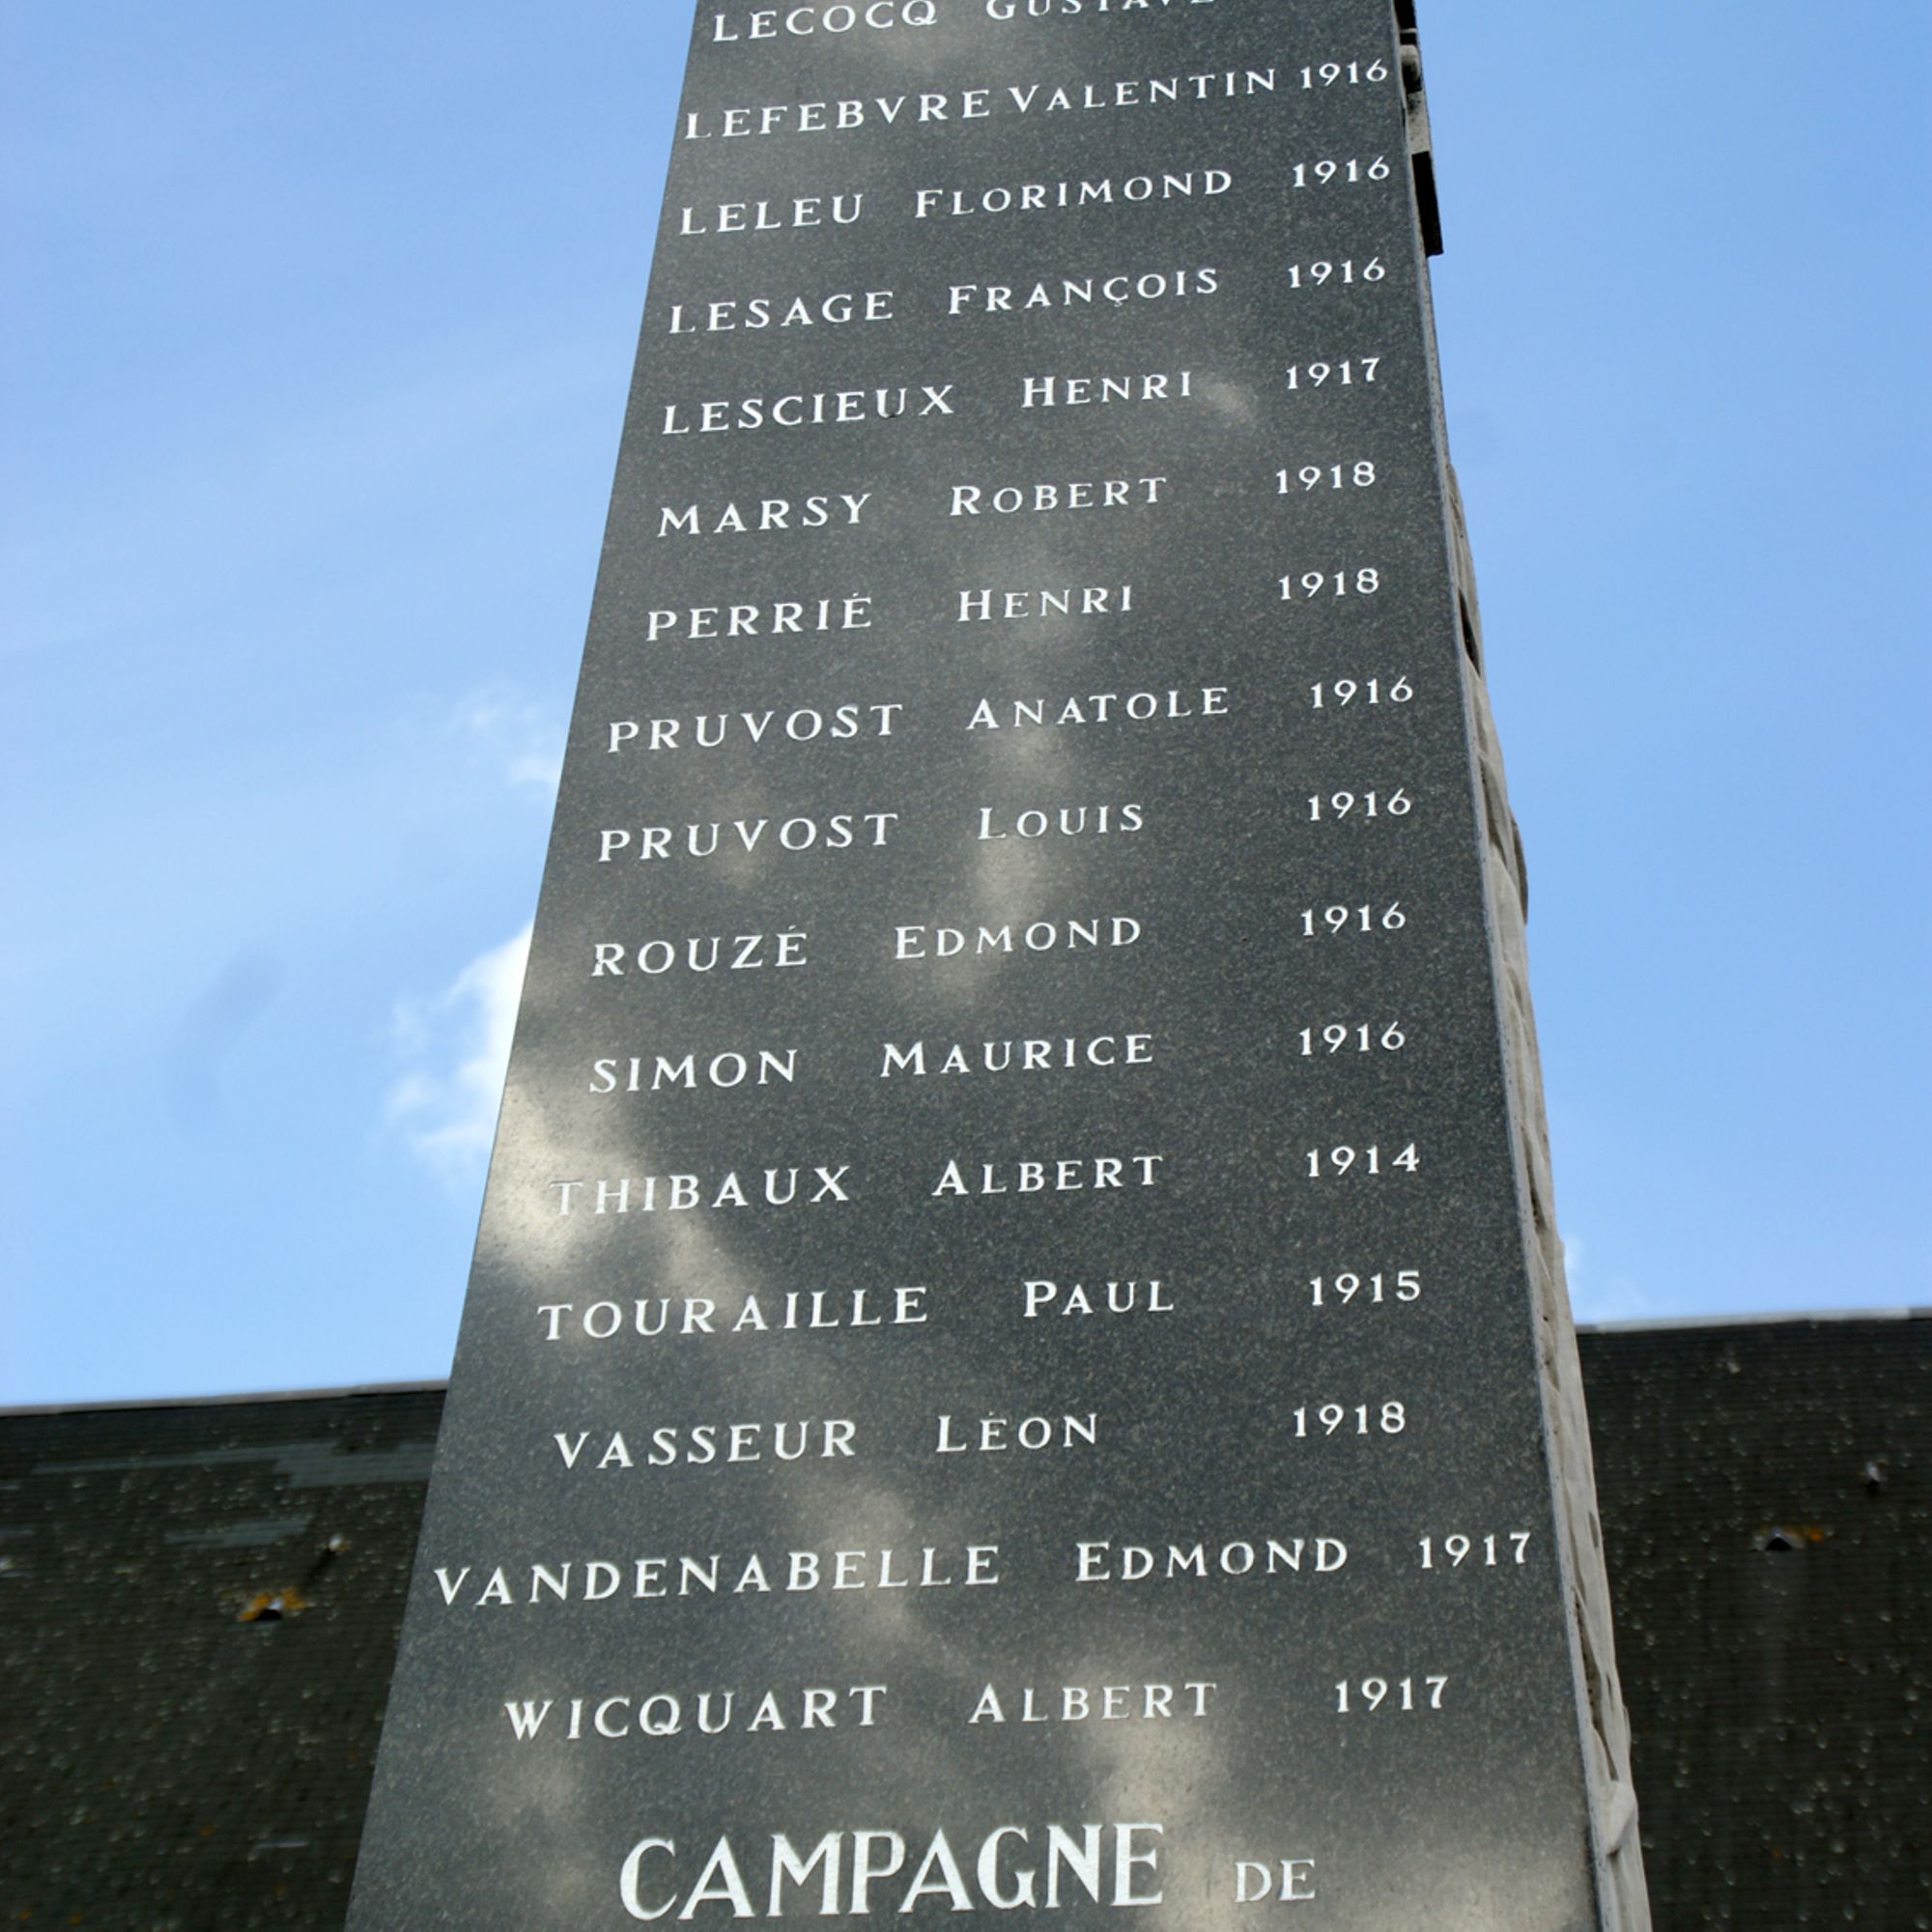 LECOCQ GUSTAVE
LEFEBVRE VALENTIN 1916
LELEU FLORIMOND 1916
LESAGE FRANÇOIS 1916
LESCIEUX HENRI 1917
MARSY ROBERT 1918
PERRIÉ HENRI 1918
PRUVOST ANATOLE 1916
PRUVOST LOUIS 1916
ROUZÉ EDMOND 1916
SIMON MAURICE 1916
THIBAUX ALBERT 1914
TOURAILLE PAUL 1915
VASSEUR LÉON 1918
VANDENABELLE EDMOND 1917
WICQUART ALBERT 1917
CAMPAGNE DE